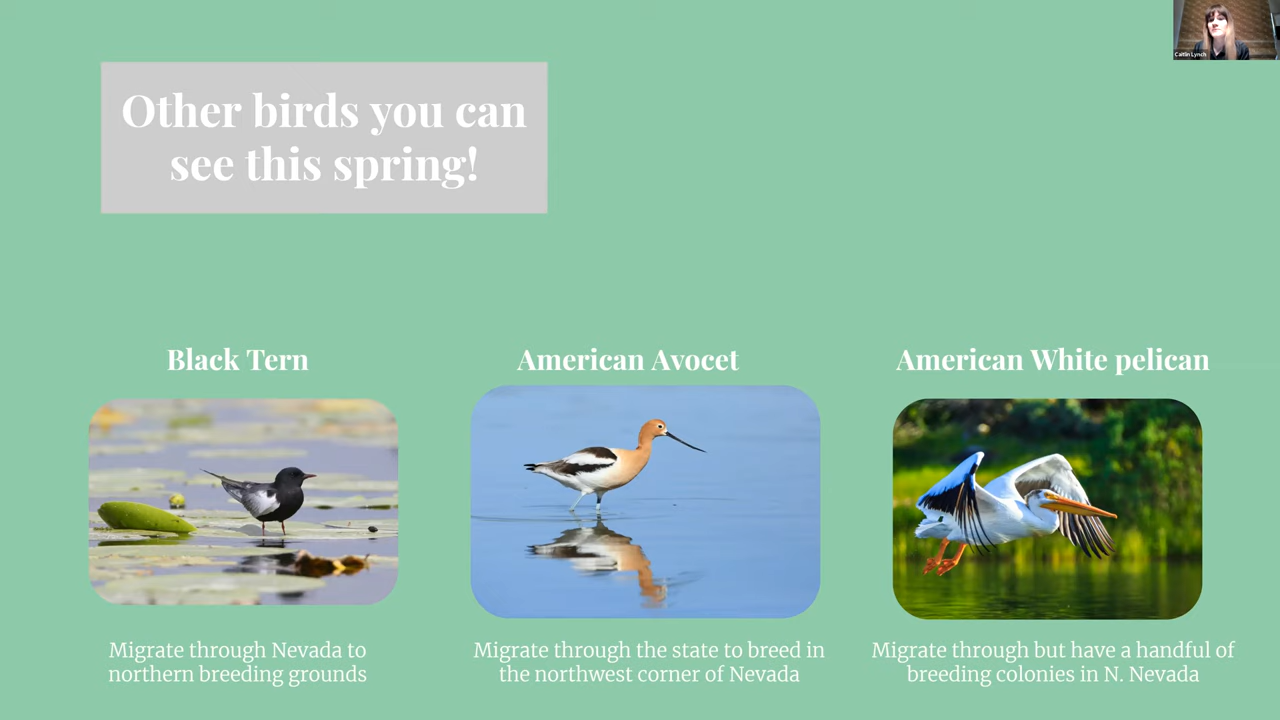 Caitlin Lynch
Other birds you can
see this spring!
Black Tern
American Avocet
American White pelican
Migrate through Nevada to
northern breeding grounds
Migrate through the state to breed in
the northwest corner of Nevada
Migrate through but have a handful of
breeding colonies in N. Nevada